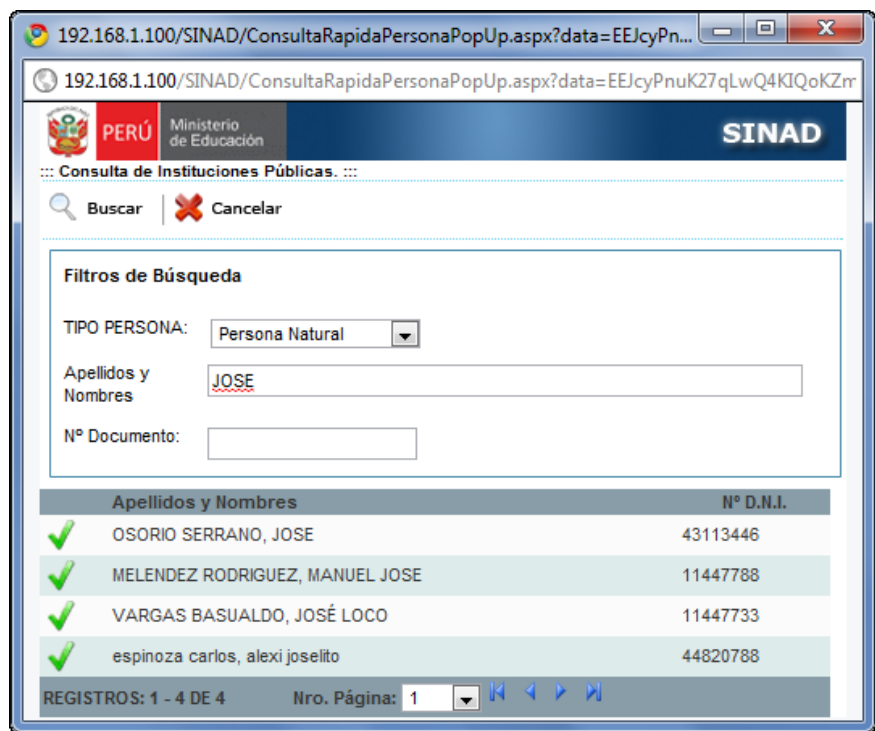 192.168.1.100/SINAD/ConsultaRapidaPersonaPopUp.aspx?data=EEJcyPn...
192.168.1.100/SINAD/ConsultaRapidaPersonaPopUp.aspx?data=EEJcyPnuK27qLwQ4KIQoKZm
PERÚ Ministerio de Educación SINAD
::: Consulta de Instituciones Públicas. :::
Buscar Cancelar
Filtros de Búsqueda
TIPO PERSONA: Persona Natural
Apellidos y Nombres JOSE
Nº Documento:
Apellidos y Nombres Nº D.N.I.
OSORIO SERRANO, JOSE 43113446
MELENDEZ RODRIGUEZ, MANUEL JOSE 11447788
VARGAS BASUALDO, JOSÉ LOCO 11447733
espinoza carlos, alexi joselito 44820788
REGISTROS: 1 - 4 DE 4 Nro. Página: 1